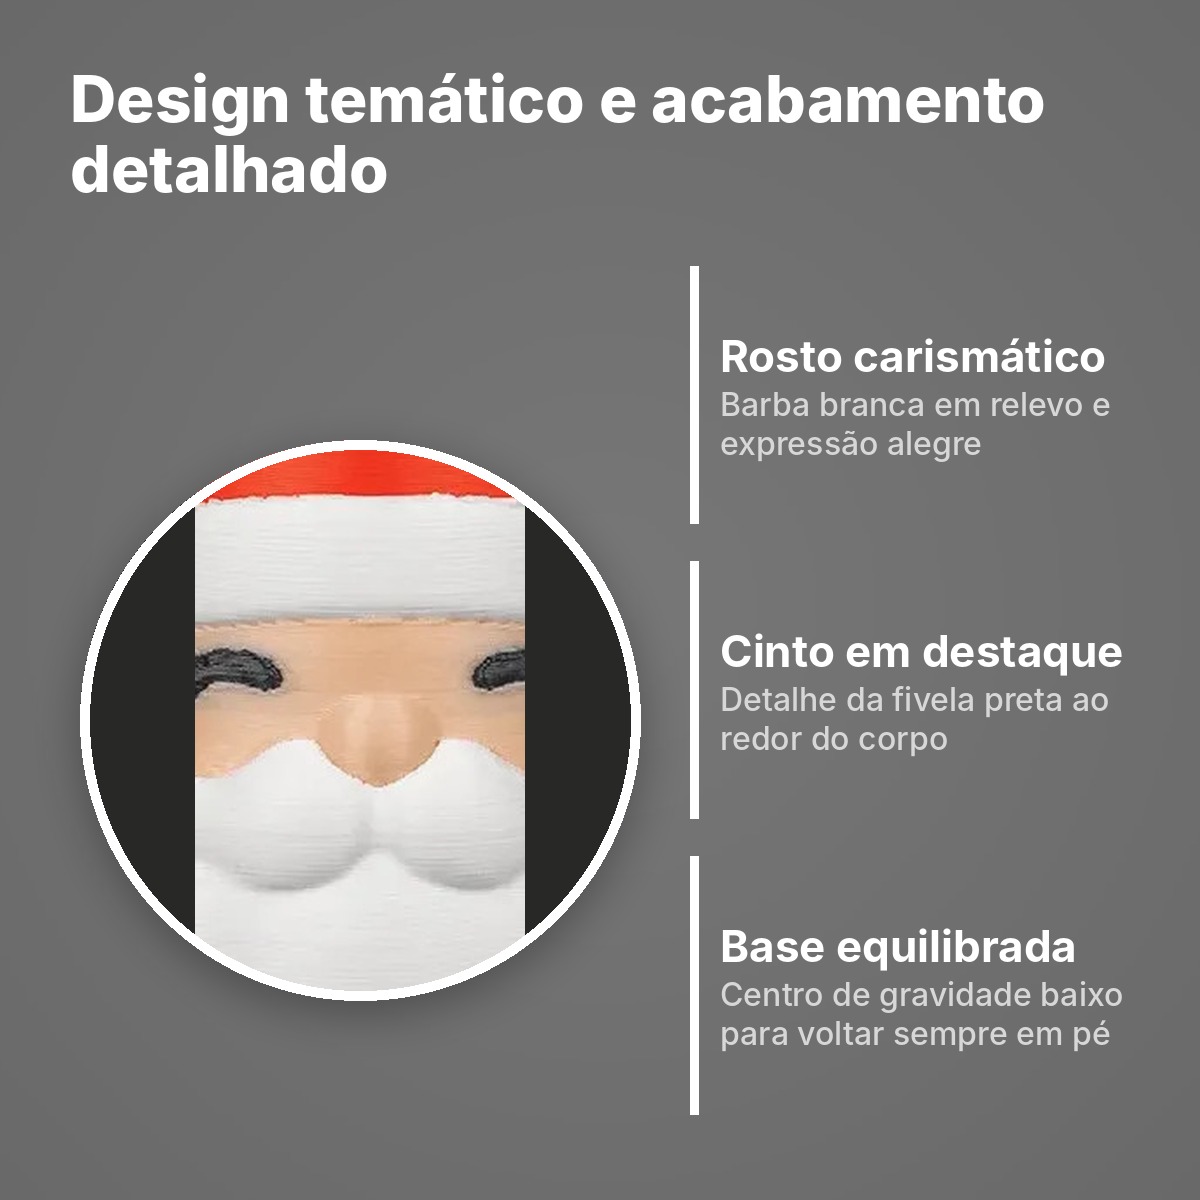 Design temático e acabamento
detalhado
Rosto carismático
Barba branca em relevo e
expressão alegre
Cinto em destaque
Detalhe da fivela preta ao
redor do corpo
Base equilibrada
Centro de gravidade baixo
para voltar sempre em pé